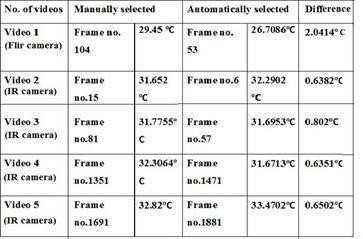 No. of videos Manually selected Automatically selected Difference
Video 1 Frame no. 29.45 ℃ Frame no. 26.7086℃ 2.0414° C
(Flir camera) 104 53
Video 2 Frame 31.652 Frame no.6 32.2902 0.6382℃
(IR camera) no.15 ℃ ℃
Video 3 Frame 31.7755° Frame 31.6953℃ 0.802℃
(IR camera) no.81 C no.57
Video 4 Frame 32.3064° Frame 31.6713℃ 0.6351℃
(IR camera) no.1351 C no.1471
Video 5 Frame 32.82℃ Frame 33.4702℃ 0.6502℃
(IR camera) no.1691 no.1881